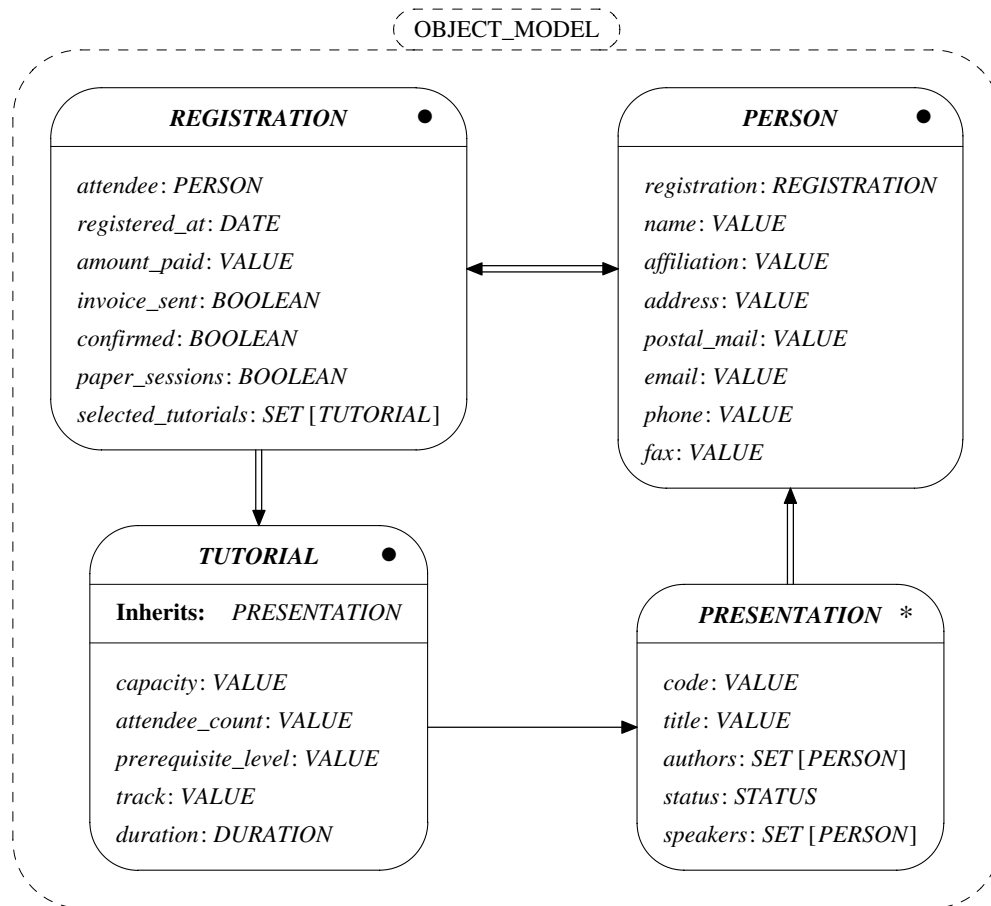 OBJECT_MODEL
REGISTRATION ●
attendee: PERSON
registered_at: DATE
amount_paid: VALUE
invoice_sent: BOOLEAN
confirmed: BOOLEAN
paper_sessions: BOOLEAN
selected_tutorials: SET [TUTORIAL]
PERSON ●
registration: REGISTRATION
name: VALUE
affiliation: VALUE
address: VALUE
postal_mail: VALUE
email: VALUE
phone: VALUE
fax: VALUE
TUTORIAL ●
Inherits: PRESENTATION
capacity: VALUE
attendee_count: VALUE
prerequisite_level: VALUE
track: VALUE
duration: DURATION
PRESENTATION *
code: VALUE
title: VALUE
authors: SET [PERSON]
status: STATUS
speakers: SET [PERSON]